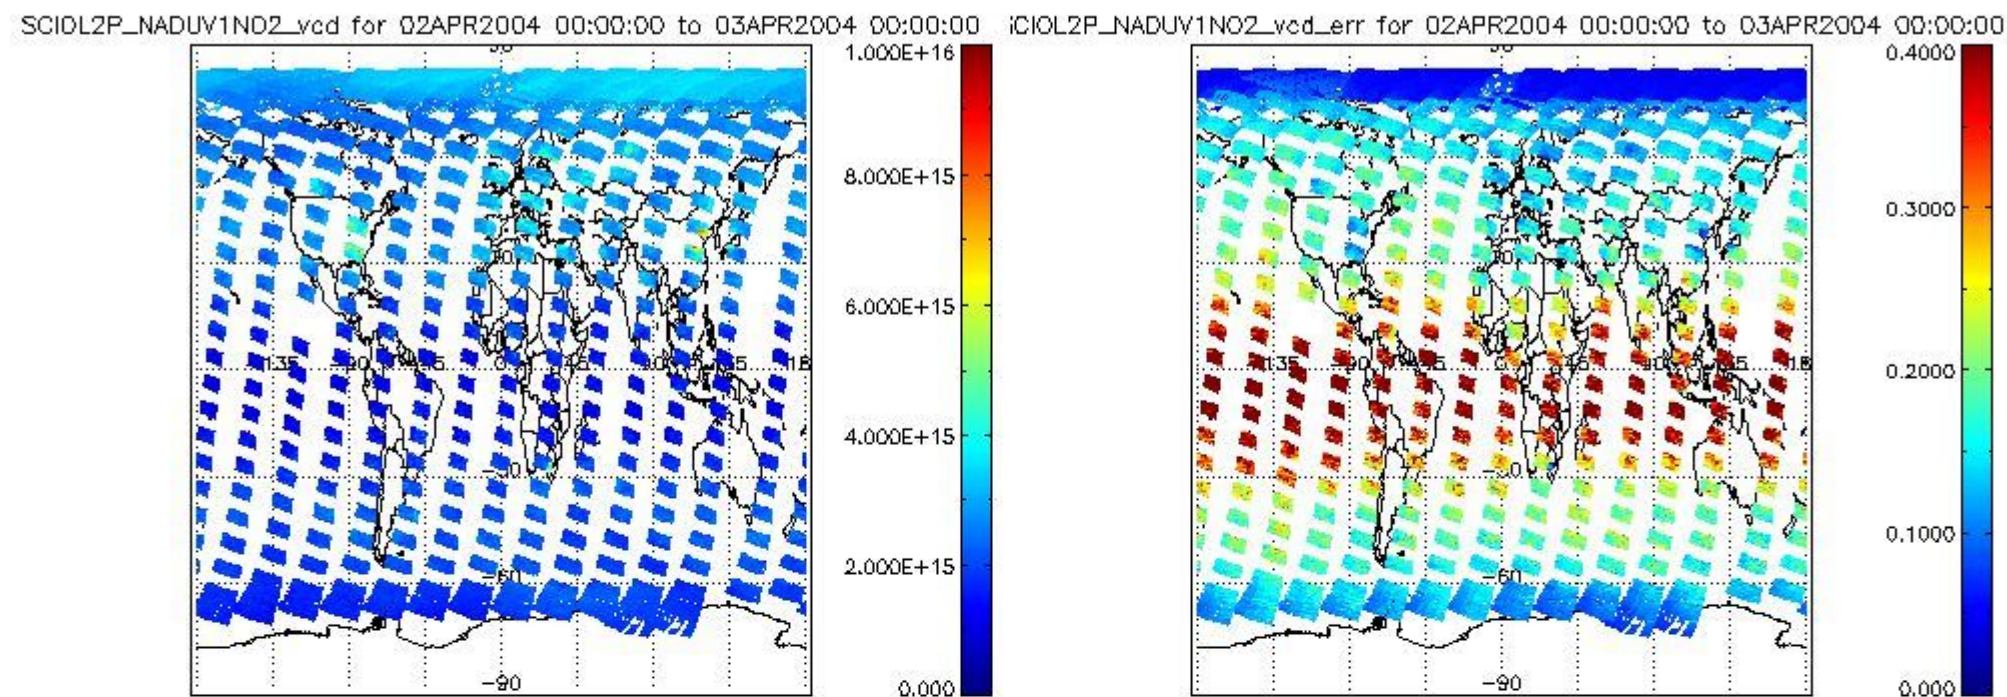 SCIOL2P_NADUV1NO2_vcd for 02APR2004 00:00:00 to 03APR2004 00:00:00
1.000E+16
8.000E+15
6.000E+15
4.000E+15
2.000E+15
0.000
-60
-90
CIOL2P_NADUV1NO2_vcd_err for 02APR2004 00:00:00 to 03APR2004 00:00:00
0.4000
0.3000
0.2000
0.1000
0.000
-60
-90